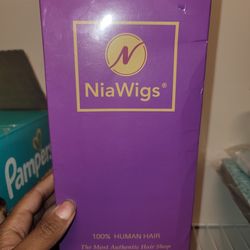 N
NiaWigs®
Pampers
100% HUMAN HAIR
The Most Authentic Hair Shop